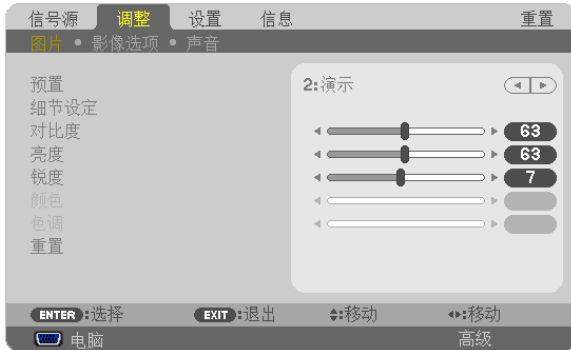 信号源 调整 设置 信息 重置
图片 • 影像选项 • 声音
预置 2:演示
细节设定
对比度 63
亮度 63
锐度 7
颜色
色调
重置
ENTER:选择 EXIT:退出 :移动 :移动
电脑 高级